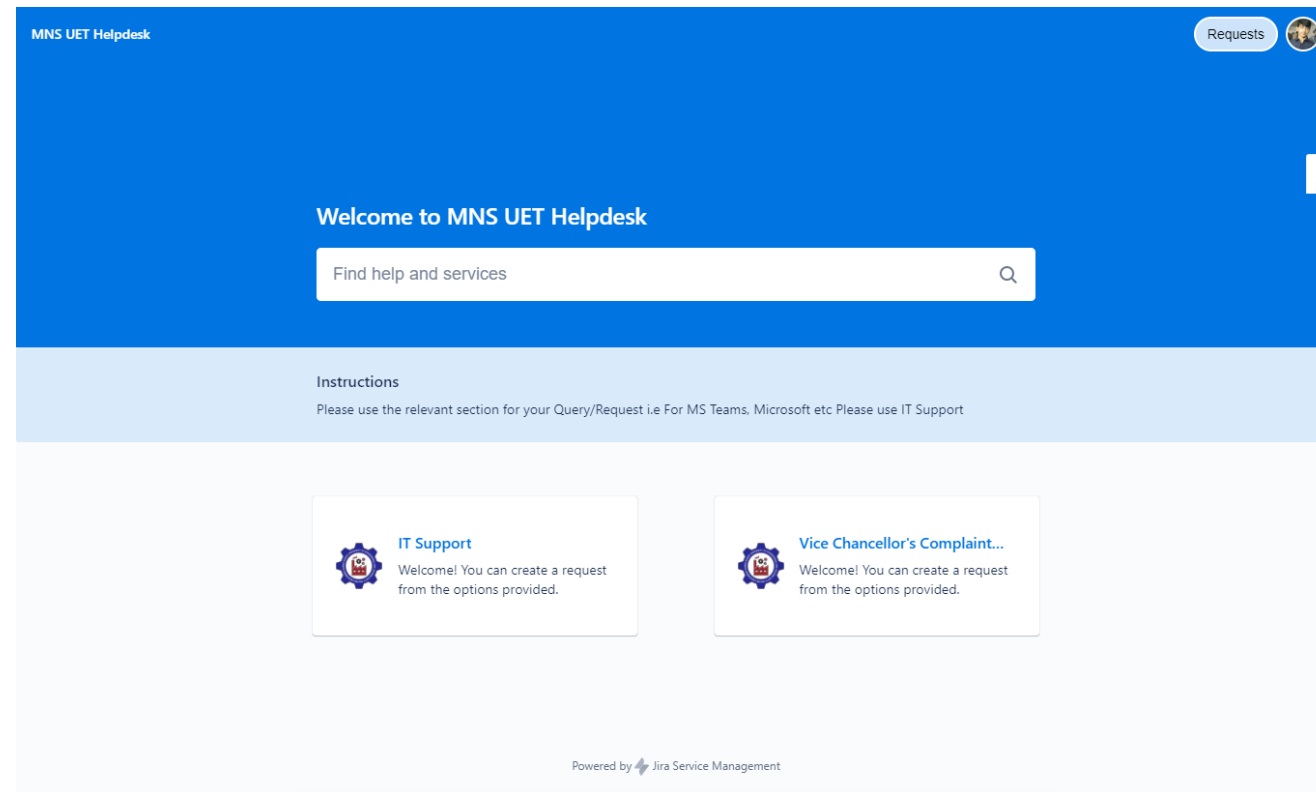 MNS UET Helpdesk
Requests
Welcome to MNS UET Helpdesk
Find help and services
Instructions
Please use the relevant section for your Query/Request i.e For MS Teams, Microsoft etc Please use IT Support
IT Support
Welcome! You can create a request
from the options provided.
Vice Chancellor's Complaint...
Welcome! You can create a request
from the options provided.
Powered by Jira Service Management